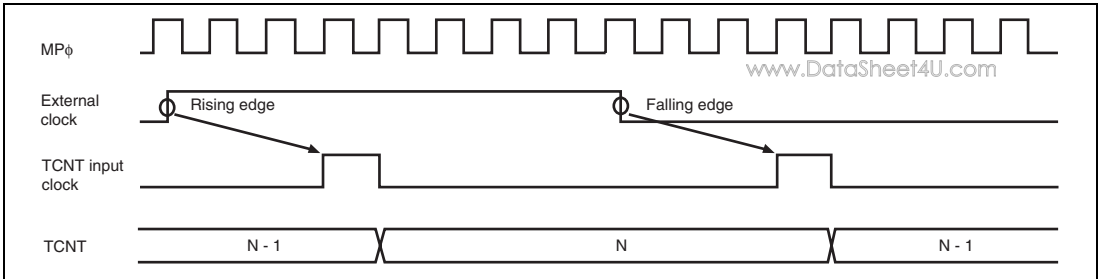 MPφ
www.DataSheet4U.com
External
clock
Rising edge
Falling edge
TCNT input
clock
TCNT
N - 1
N
N - 1